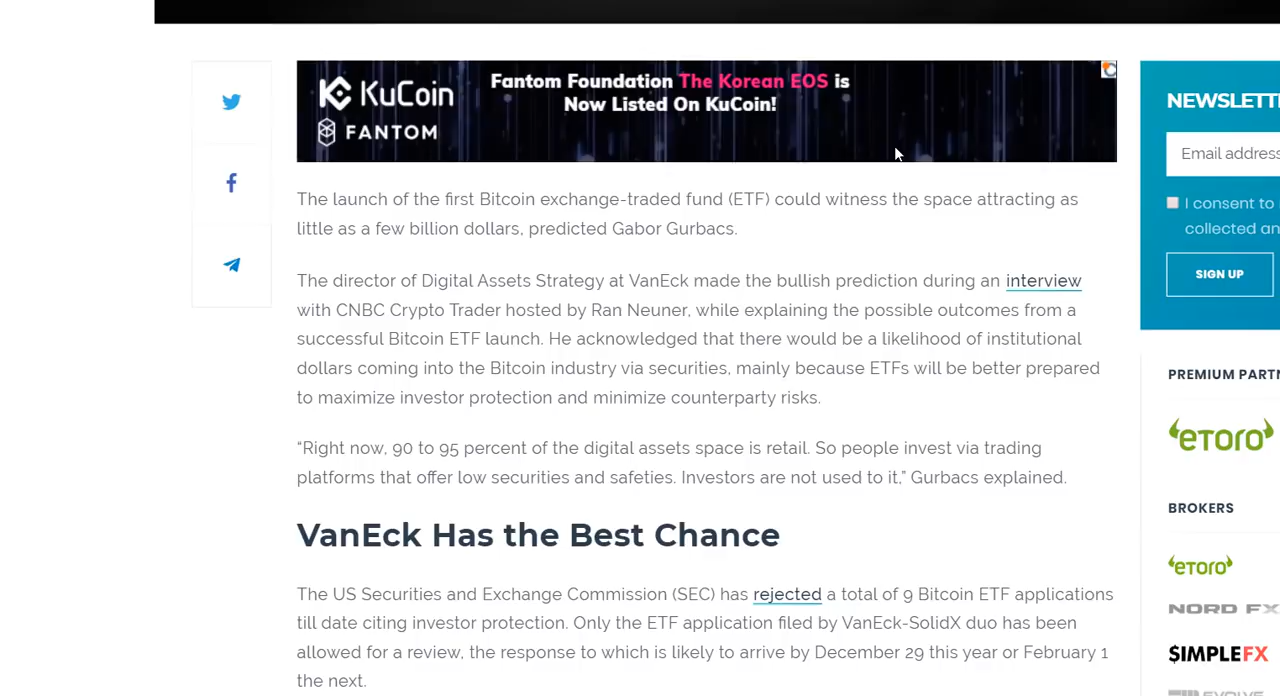 KuCoin
FANTOM
Fantom Foundation The Korean EOS is
Now Listed On KuCoin!
The launch of the first Bitcoin exchange-traded fund (ETF) could witness the space attracting as
little as a few billion dollars, predicted Gabor Gurbacs.
The director of Digital Assets Strategy at VanEck made the bullish prediction during an interview
with CNBC Crypto Trader hosted by Ran Neuner, while explaining the possible outcomes from a
successful Bitcoin ETF launch. He acknowledged that there would be a likelihood of institutional
dollars coming into the Bitcoin industry via securities, mainly because ETFs will be better prepared
to maximize investor protection and minimize counterparty risks.
“Right now, 90 to 95 percent of the digital assets space is retail. So people invest via trading
platforms that offer low securities and safeties. Investors are not used to it,” Gurbacs explained.
VanEck Has the Best Chance
The US Securities and Exchange Commission (SEC) has rejected a total of 9 Bitcoin ETF applications
till date citing investor protection. Only the ETF application filed by VanEck-SolidX duo has been
allowed for a review, the response to which is likely to arrive by December 29 this year or February 1
the next.
NEWSLETT
Email address
I consent to
collected an
SIGN UP
PREMIUM PART
eToro
BROKERS
eToro
NORD FX
$IMPLEFX